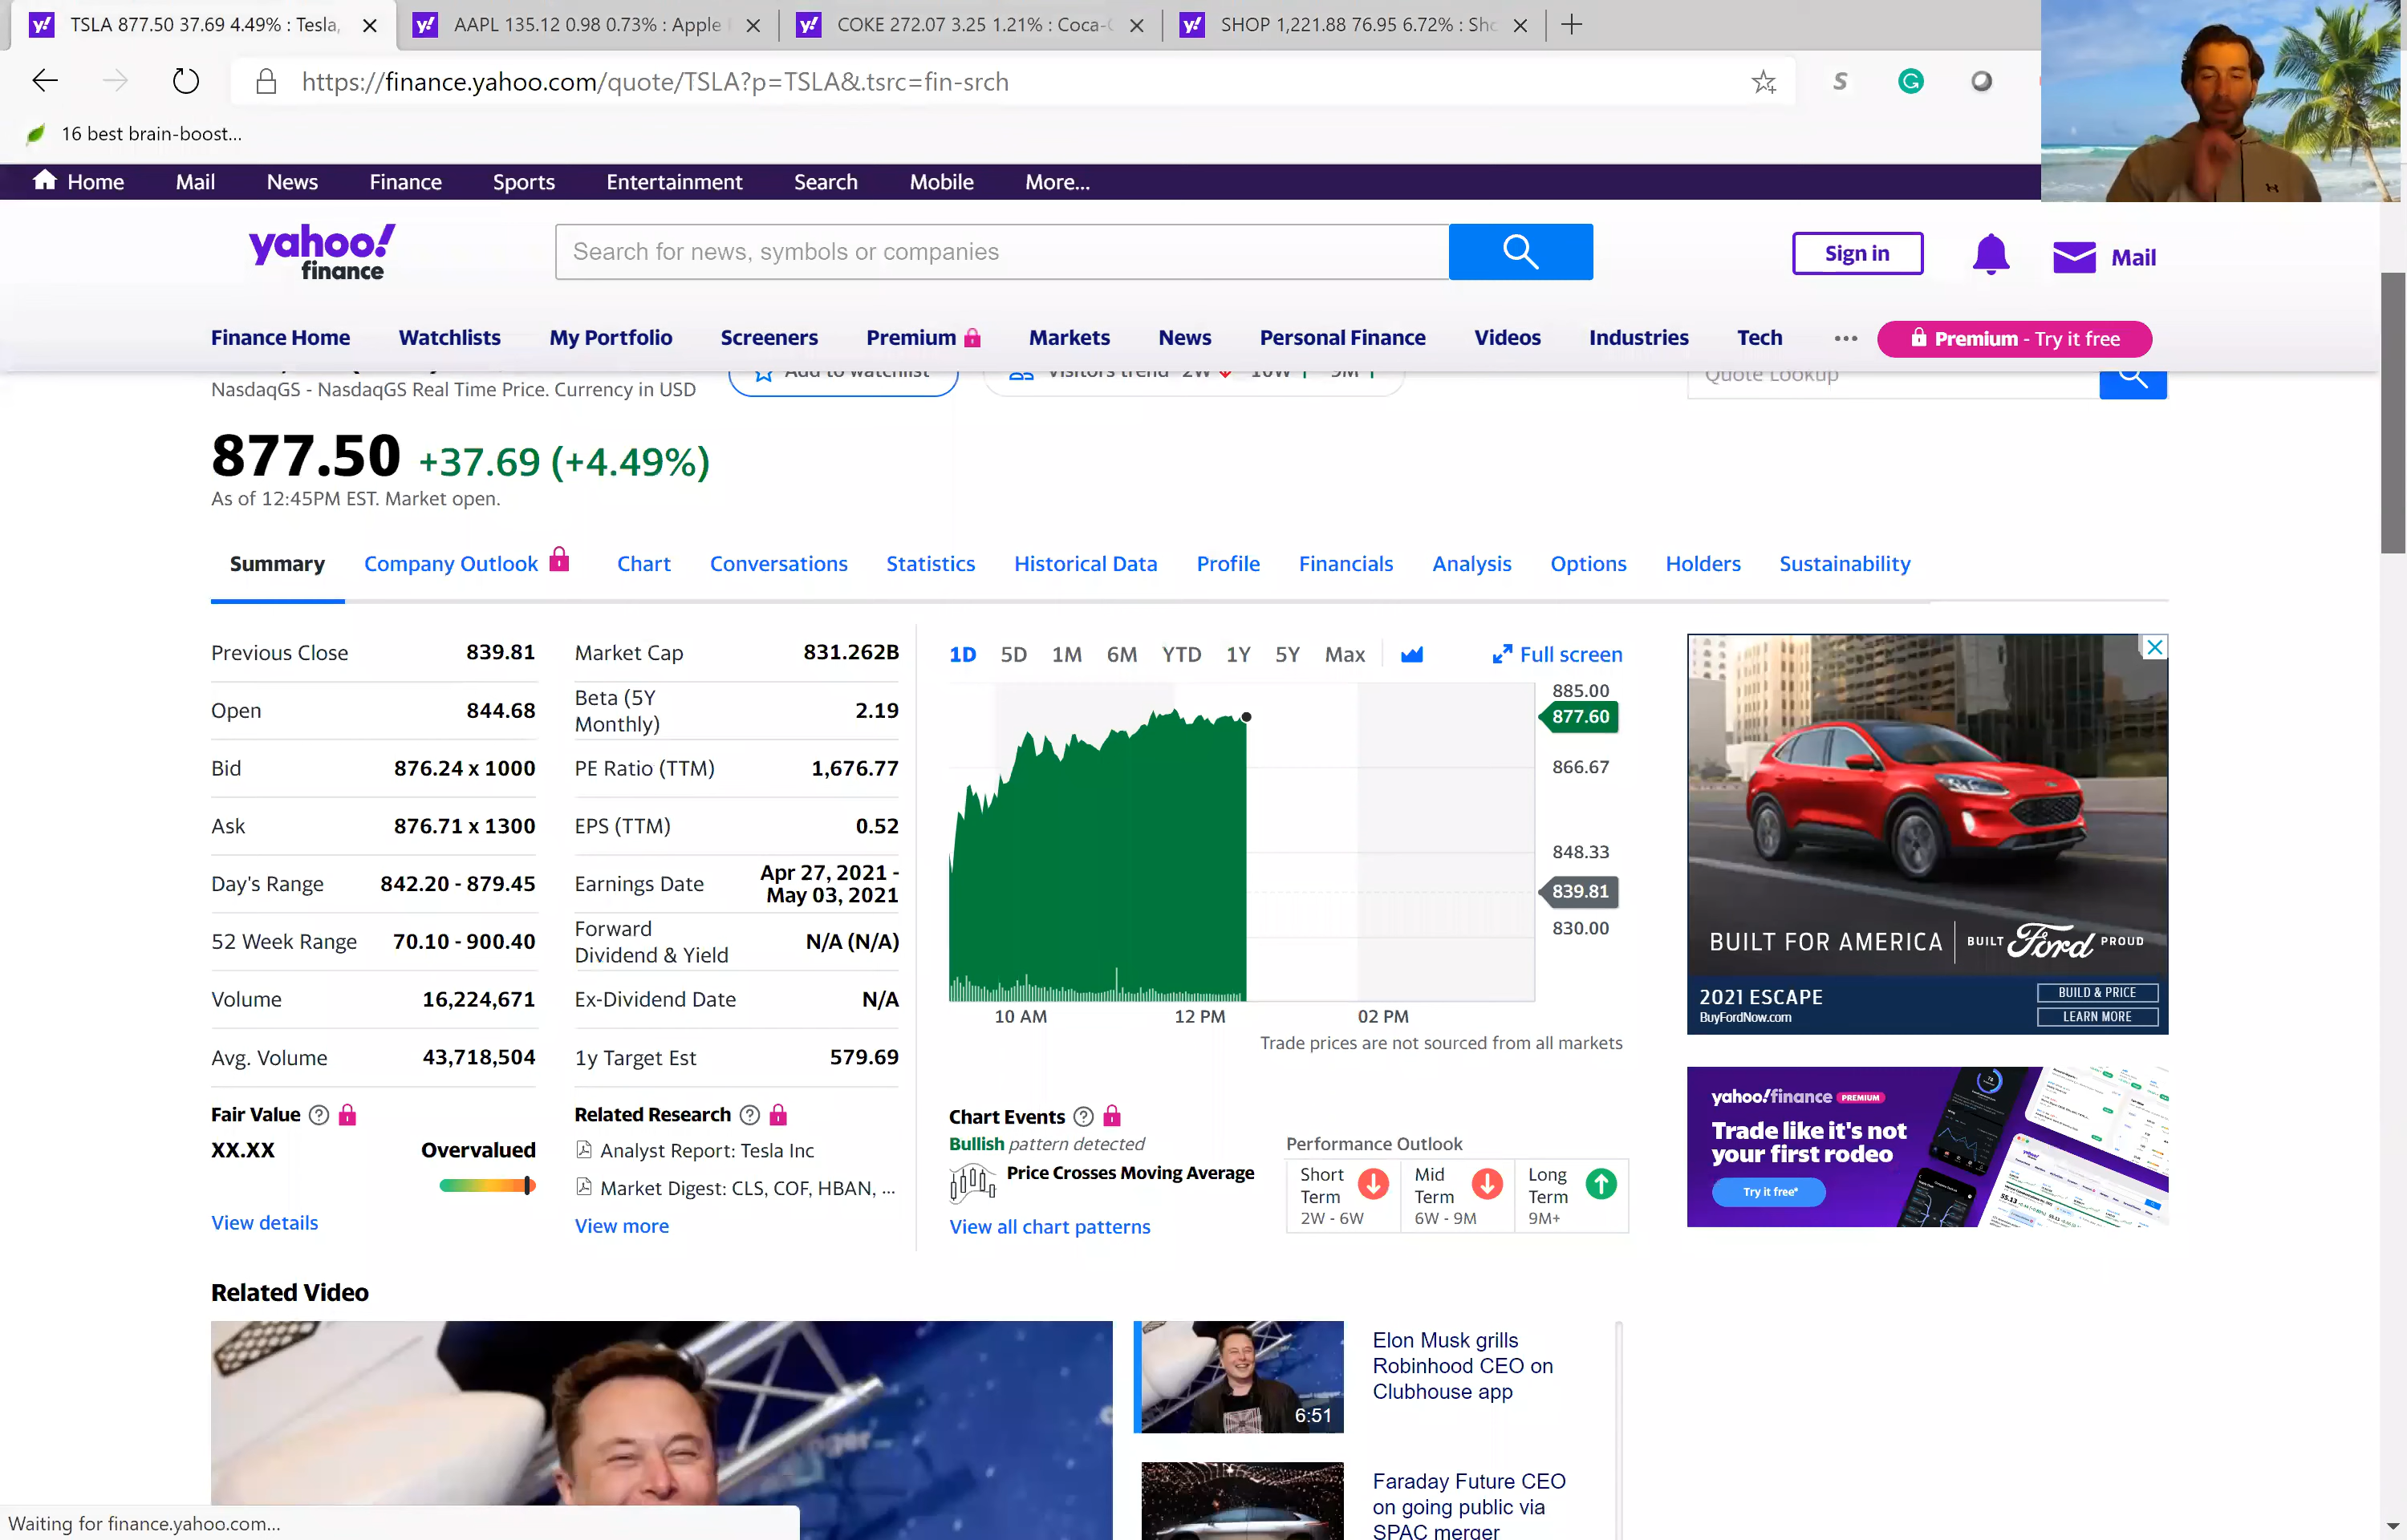 TSLA 877.50 37.69 4.49% : Tesla,
AAPL 135.12 0.98 0.73% : Apple
COKE 272.07 3.25 1.21% : Coca-C
SHOP 1,221.88 76.95 6.72% : Sho
https://finance.yahoo.com/quote/TSLA?p=TSLA&.tsrc=fin-srch
16 best brain-boost...
Home Mail News Finance Sports Entertainment Search Mobile More...
yahoo!
finance
Search for news, symbols or companies
Sign in
Mail
Finance Home Watchlists My Portfolio Screeners Premium Markets News Personal Finance Videos Industries Tech ··· Premium - Try it free
NasdaqGS - NasdaqGS Real Time Price. Currency in USD
Add to watchlist
Visitors trend 2W ↓ 10W ↑ 9M ↑
Quote Lookup
877.50 +37.69 (+4.49%)
As of 12:45PM EST. Market open.
Summary Company Outlook Chart Conversations Statistics Historical Data Profile Financials Analysis Options Holders Sustainability
Previous Close 839.81
Open 844.68
Bid 876.24 x 1000
Ask 876.71 x 1300
Day's Range 842.20 - 879.45
52 Week Range 70.10 - 900.40
Volume 16,224,671
Avg. Volume 43,718,504
Market Cap 831.262B
Beta (5Y
Monthly) 2.19
PE Ratio (TTM) 1,676.77
EPS (TTM) 0.52
Earnings Date Apr 27, 2021 -
May 03, 2021
Forward
Dividend & Yield N/A (N/A)
Ex-Dividend Date N/A
1y Target Est 579.69
Fair Value
XX.XX Overvalued
View details
Related Research
Analyst Report: Tesla Inc
Market Digest: CLS, COF, HBAN, ...
View more
1D 5D 1M 6M YTD 1Y 5Y Max Full screen
885.00
877.60
866.67
848.33
839.81
830.00
10 AM 12 PM 02 PM
Trade prices are not sourced from all markets
Chart Events
Bullish pattern detected
Price Crosses Moving Average
View all chart patterns
Performance Outlook
Short
Term
2W - 6W
Mid
Term
6W - 9M
Long
Term
9M+
BUILT FOR AMERICA
BUILT Ford PROUD
2021 ESCAPE
BuyFordNow.com
BUILD & PRICE
LEARN MORE
yahoo!finance PREMIUM
Trade like it's not
your first rodeo
Try it free*
Related Video
6:51
Elon Musk grills
Robinhood CEO on
Clubhouse app
Faraday Future CEO
on going public via
SPAC merger
Waiting for finance.yahoo.com...